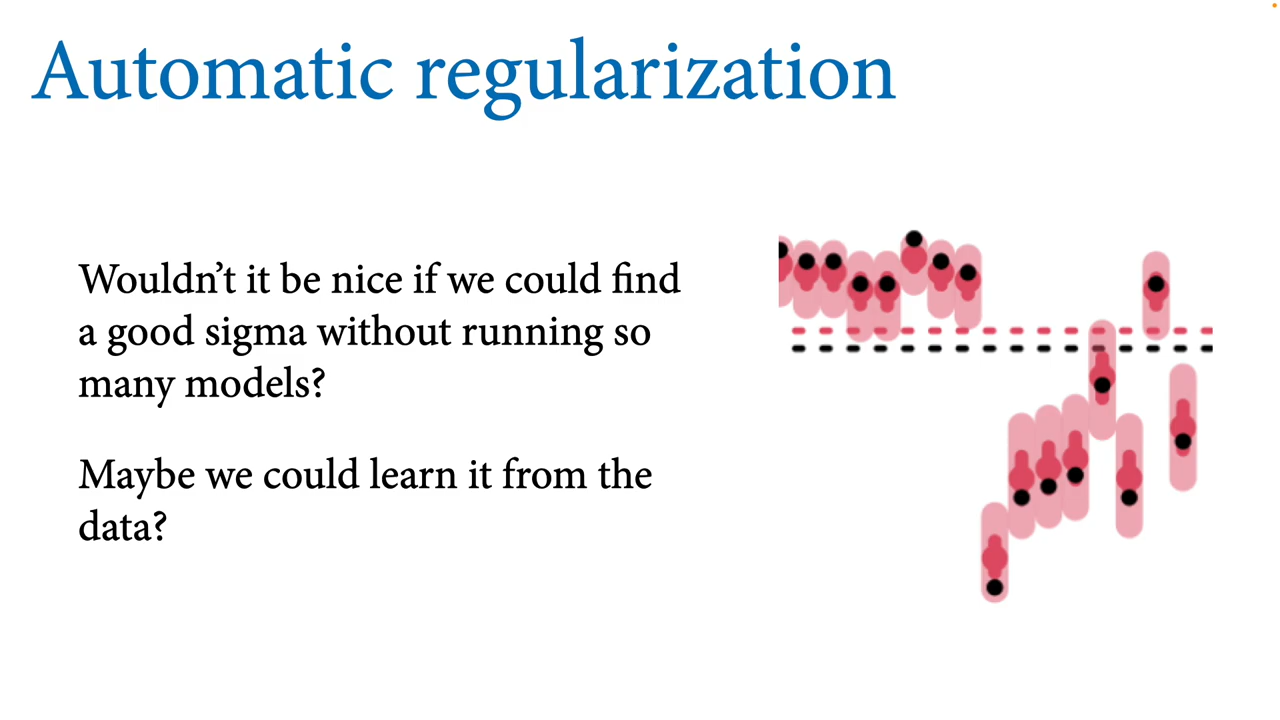 Automatic regularization
Wouldn’t it be nice if we could find
a good sigma without running so
many models?
Maybe we could learn it from the
data?